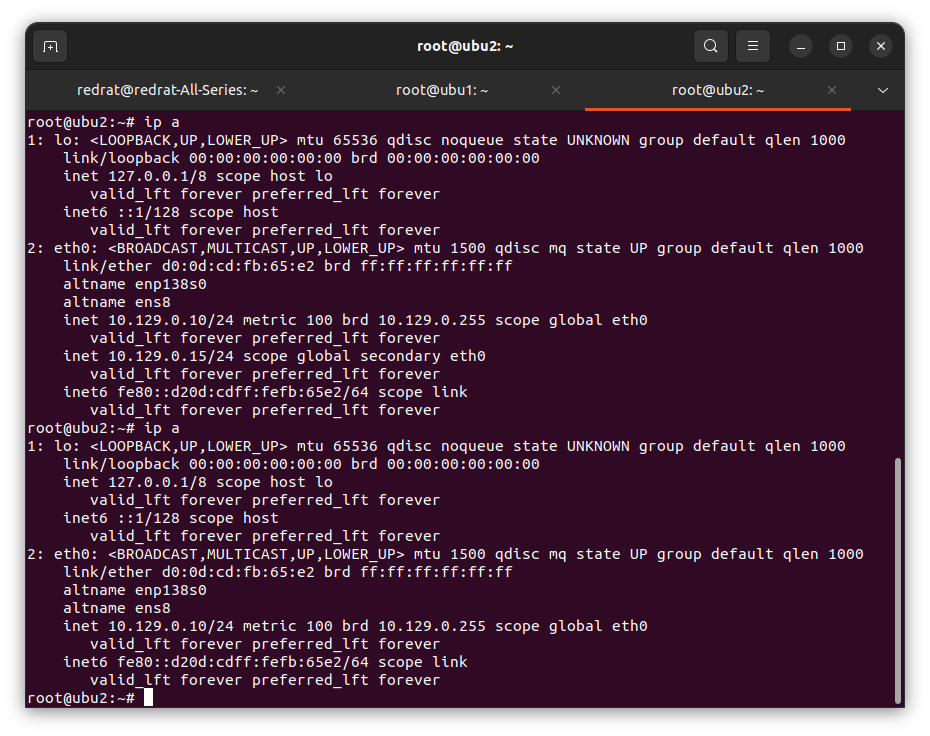 root@ubu2: ~
redrat@redrat-All-Series: ~
root@ubu1: ~
root@ubu2: ~
root@ubu2:~# ip a
1: lo: <LOOPBACK,UP,LOWER_UP> mtu 65536 qdisc noqueue state UNKNOWN group default qlen 1000
    link/loopback 00:00:00:00:00:00 brd 00:00:00:00:00:00
    inet 127.0.0.1/8 scope host lo
       valid_lft forever preferred_lft forever
    inet6 ::1/128 scope host
       valid_lft forever preferred_lft forever
2: eth0: <BROADCAST,MULTICAST,UP,LOWER_UP> mtu 1500 qdisc mq state UP group default qlen 1000
    link/ether d0:0d:cd:fb:65:e2 brd ff:ff:ff:ff:ff:ff
    altname enp138s0
    altname ens8
    inet 10.129.0.10/24 metric 100 brd 10.129.0.255 scope global eth0
       valid_lft forever preferred_lft forever
    inet 10.129.0.15/24 scope global secondary eth0
       valid_lft forever preferred_lft forever
    inet6 fe80::d20d:cdff:fefb:65e2/64 scope link
       valid_lft forever preferred_lft forever
root@ubu2:~# ip a
1: lo: <LOOPBACK,UP,LOWER_UP> mtu 65536 qdisc noqueue state UNKNOWN group default qlen 1000
    link/loopback 00:00:00:00:00:00 brd 00:00:00:00:00:00
    inet 127.0.0.1/8 scope host lo
       valid_lft forever preferred_lft forever
    inet6 ::1/128 scope host
       valid_lft forever preferred_lft forever
2: eth0: <BROADCAST,MULTICAST,UP,LOWER_UP> mtu 1500 qdisc mq state UP group default qlen 1000
    link/ether d0:0d:cd:fb:65:e2 brd ff:ff:ff:ff:ff:ff
    altname enp138s0
    altname ens8
    inet 10.129.0.10/24 metric 100 brd 10.129.0.255 scope global eth0
       valid_lft forever preferred_lft forever
    inet6 fe80::d20d:cdff:fefb:65e2/64 scope link
       valid_lft forever preferred_lft forever
root@ubu2:~#